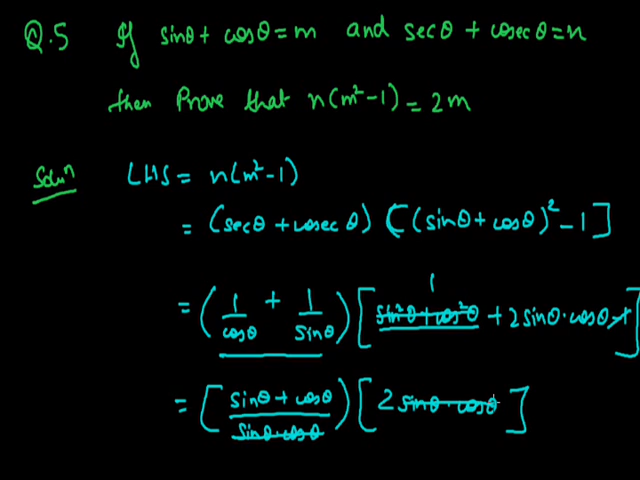 Q.5 If sinθ + cosθ = m and secθ + cosecθ = n
then Prove that n(m²-1) = 2m
Soluⁿ LHS = n(m²-1)
= (secθ + cosec θ) [(sinθ + cosθ)² - 1]
= (1/cosθ + 1/sinθ) [sin²θ + cos²θ 1 + 2 sinθ·cosθ - 1]
= [sinθ + cosθ / sinθ·cosθ) [2 sinθ·cosθ]